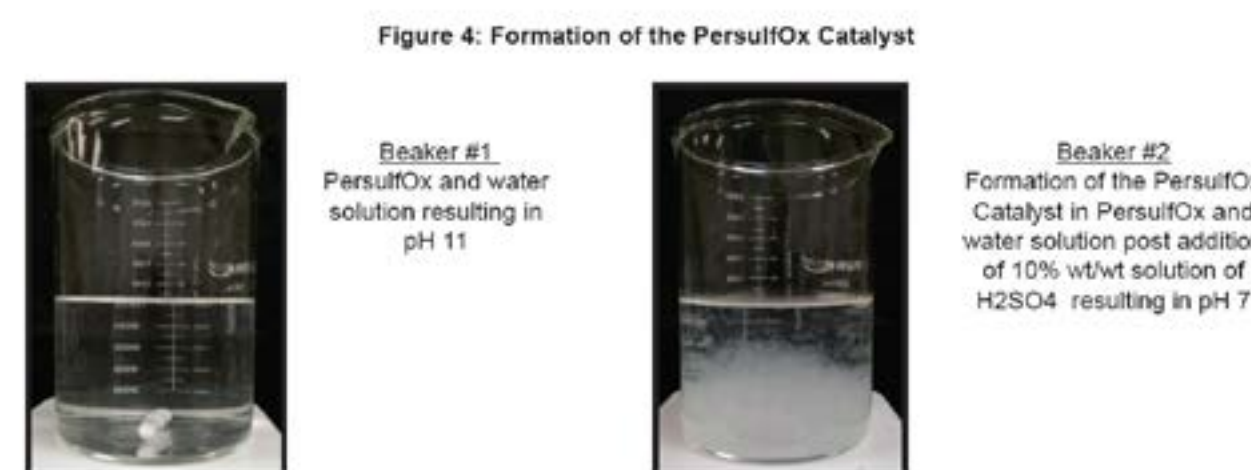 Figure 4: Formation of the PersulfOx Catalyst
Beaker #1
PersulfOx and water
solution resulting in
pH 11
Beaker #2
Formation of the PersulfOx
Catalyst in PersulfOx and
water solution post addition
of 10% wt/wt solution of
H2SO4 resulting in pH 7